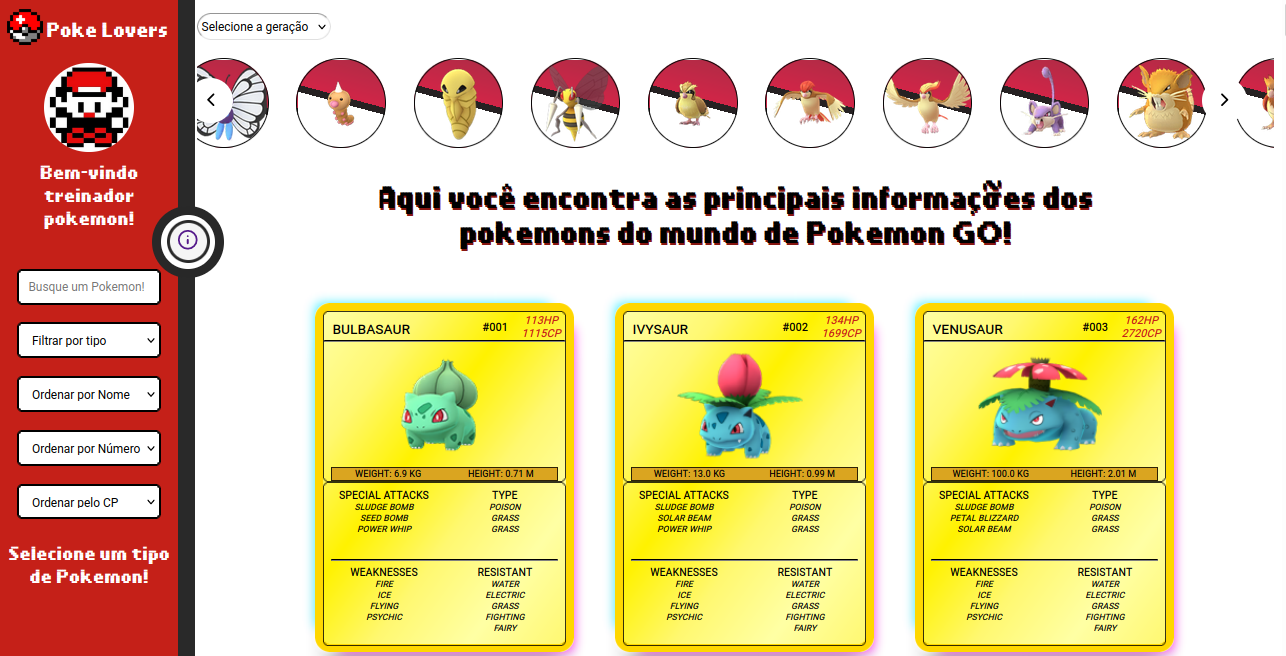 Poke Lovers
Bem-vindo
treinador
pokemon!
Busque um Pokemon!
Filtrar por tipo
Ordenar por Nome
Ordenar por Número
Ordenar pelo CP
Selecione um tipo
de Pokemon!
Selecione a geração
Aqui você encontra as principais informações dos
pokemons do mundo de Pokemon GO!
BULBASAUR #001 113HP
1115CP
WEIGHT: 6.9 KG HEIGHT: 0.71 M
SPECIAL ATTACKS TYPE
SLUDGE BOMB POISON
SEED BOMB GRASS
POWER WHIP GRASS
WEAKNESSES RESISTANT
FIRE WATER
ICE ELECTRIC
FLYING GRASS
PSYCHIC FIGHTING
FAIRY
IVYSAUR #002 134HP
1699CP
WEIGHT: 13.0 KG HEIGHT: 0.99 M
SPECIAL ATTACKS TYPE
SLUDGE BOMB POISON
SOLAR BEAM GRASS
POWER WHIP GRASS
WEAKNESSES RESISTANT
FIRE WATER
ICE ELECTRIC
FLYING GRASS
PSYCHIC FIGHTING
FAIRY
VENUSAUR #003 162HP
2720CP
WEIGHT: 100.0 KG HEIGHT: 2.01 M
SPECIAL ATTACKS TYPE
SLUDGE BOMB POISON
PETAL BLIZZARD GRASS
SOLAR BEAM GRASS
WEAKNESSES RESISTANT
FIRE WATER
ICE ELECTRIC
FLYING GRASS
PSYCHIC FIGHTING
FAIRY